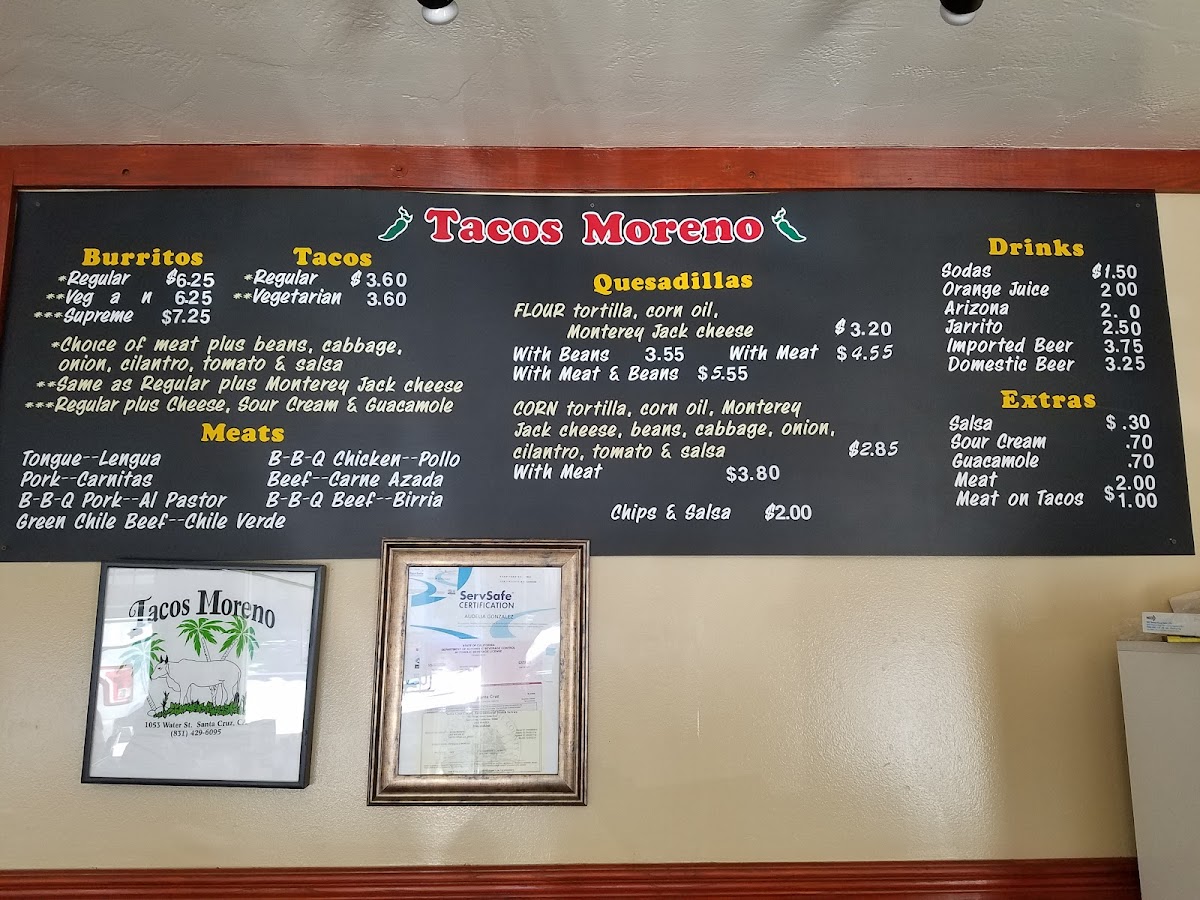 Tacos Moreno
Burritos
*Regular $6.25
**Veg a n 6.25
***Supreme $7.25
Tacos
*Regular $3.60
**Vegetarian 3.60
*Choice of meat plus beans, cabbage,
onion, cilantro, tomato & salsa
**Same as Regular plus Monterey Jack cheese
***Regular plus Cheese, Sour Cream & Guacamole
Meats
Tongue--Lengua
Pork--Carnitas
B-B-Q Pork--Al Pastor
Green Chile Beef--Chile Verde
B-B-Q Chicken--Pollo
Beef--Carne Azada
B-B-Q Beef--Birria
Quesadillas
FLOUR tortilla, corn oil,
Monterey Jack cheese $3.20
With Beans 3.55 With Meat $4.55
With Meat & Beans $5.55
CORN tortilla, corn oil, Monterey
Jack cheese, beans, cabbage, onion,
cilantro, tomato & salsa $2.85
With Meat $3.80
Chips & Salsa $2.00
Drinks
Sodas $1.50
Orange Juice 2 00
Arizona 2. 0
Jarrito 2.50
Imported Beer 3.75
Domestic Beer 3.25
Extras
Salsa $.30
Sour Cream .70
Guacamole .70
Meat 2.00
Meat on Tacos $1.00
Tacos Moreno
1053 Water St. Santa Cruz, C
(831) 429-6095
ServSafe
CERTIFICATION
AUDELIA GONZALEZ